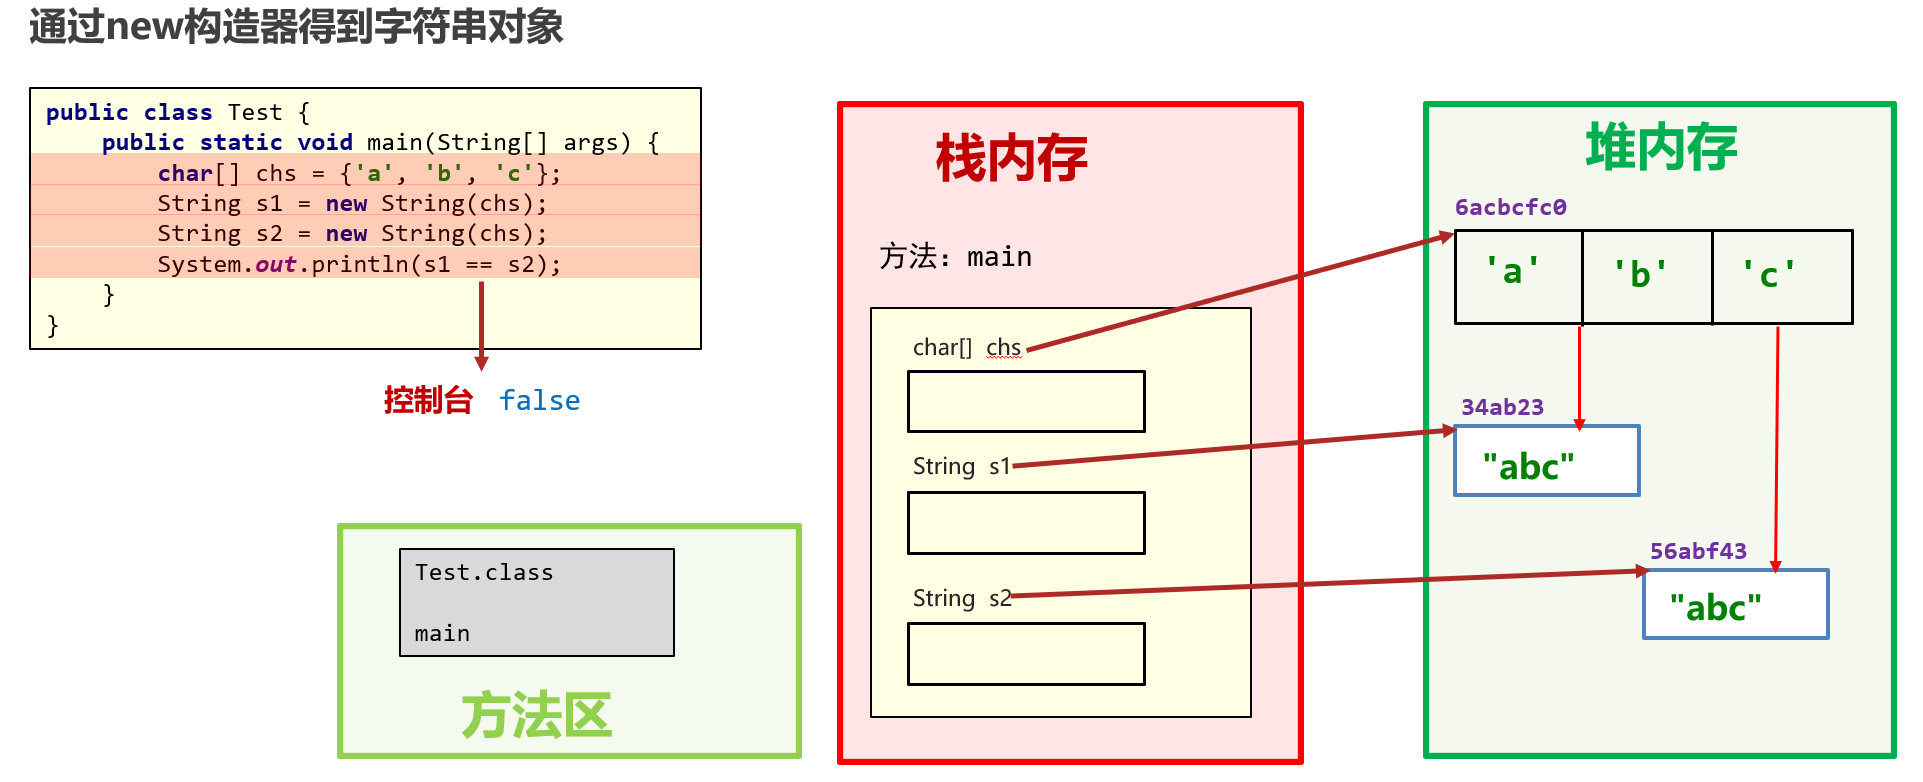 通过new构造器得到字符串对象
public class Test {
    public static void main(String[] args) {
        char[] chs = {'a', 'b', 'c'};
        String s1 = new String(chs);
        String s2 = new String(chs);
        System.out.println(s1 == s2);
    }
}
控制台 false
Test.class
main
方法区
栈内存
方法：main
char[] chs
String s1
String s2
堆内存
6acbcfc0
'a' 'b' 'c'
34ab23
"abc"
56abf43
"abc"